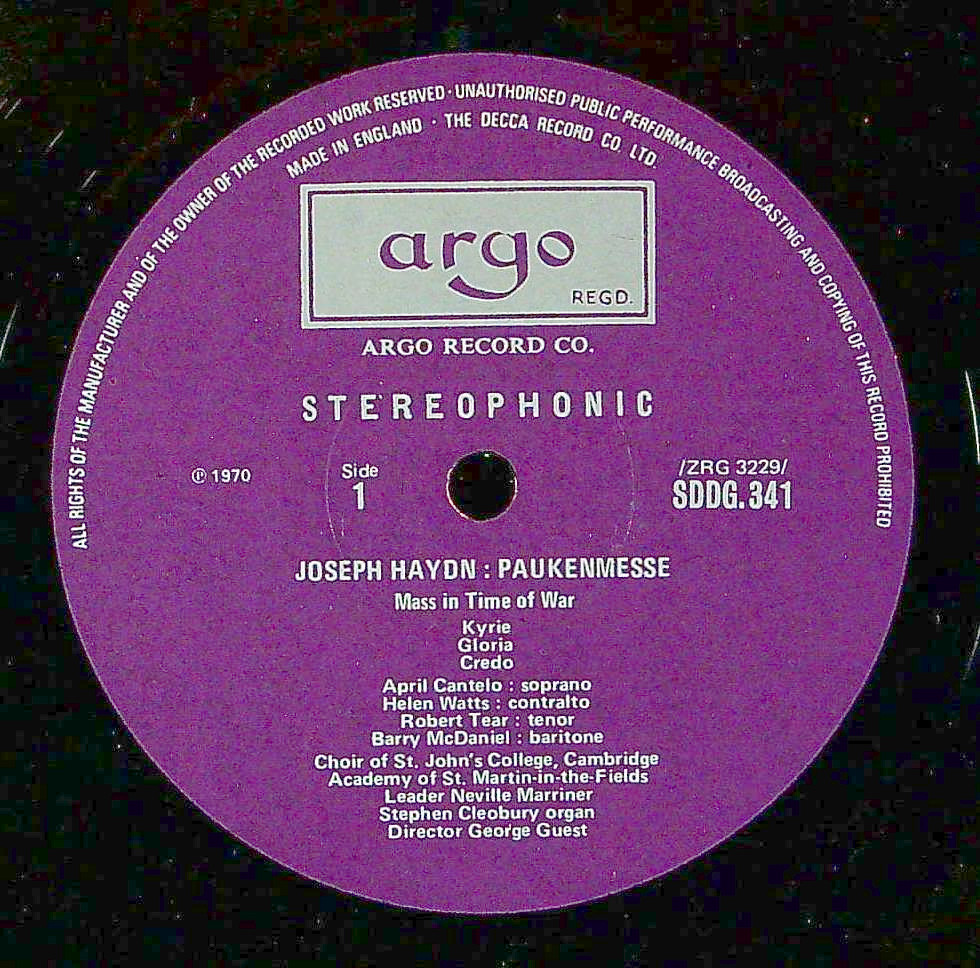 ALL RIGHTS OF THE MANUFACTURER AND OF THE OWNER OF THE RECORDED WORK RESERVED · UNAUTHORISED PUBLIC PERFORMANCE BROADCASTING AND COPYING OF THIS RECORD PROHIBITED
MADE IN ENGLAND · THE DECCA RECORD CO. LTD.
argo
REGD.
ARGO RECORD CO.
STEREOPHONIC
℗ 1970
Side
1
/ZRG 3229/
SDDG.341
JOSEPH HAYDN : PAUKENMESSE
Mass in Time of War
Kyrie
Gloria
Credo
April Cantelo : soprano
Helen Watts : contralto
Robert Tear : tenor
Barry McDaniel : baritone
Choir of St. John's College, Cambridge
Academy of St. Martin-in-the-Fields
Leader Neville Marriner
Stephen Cleobury organ
Director George Guest